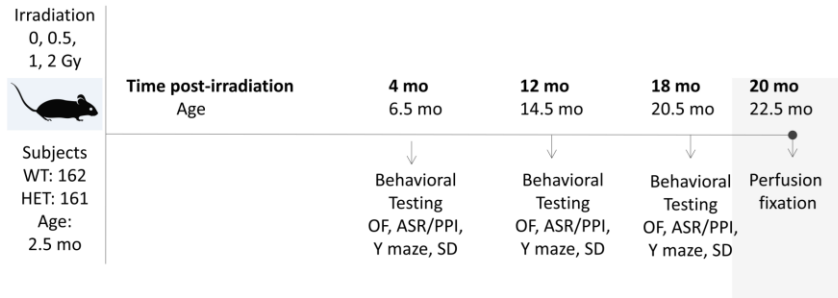 Irradiation
0, 0.5,
1, 2 Gy
Time post-irradiation 4 mo 12 mo 18 mo 20 mo
Age 6.5 mo 14.5 mo 20.5 mo 22.5 mo
Subjects
WT: 162
HET: 161
Age:
2.5 mo
Behavioral
Testing
OF, ASR/PPI,
Y maze, SD
Behavioral
Testing
OF, ASR/PPI,
Y maze, SD
Behavioral
Testing
OF, ASR/PPI,
Y maze, SD
Perfusion
fixation